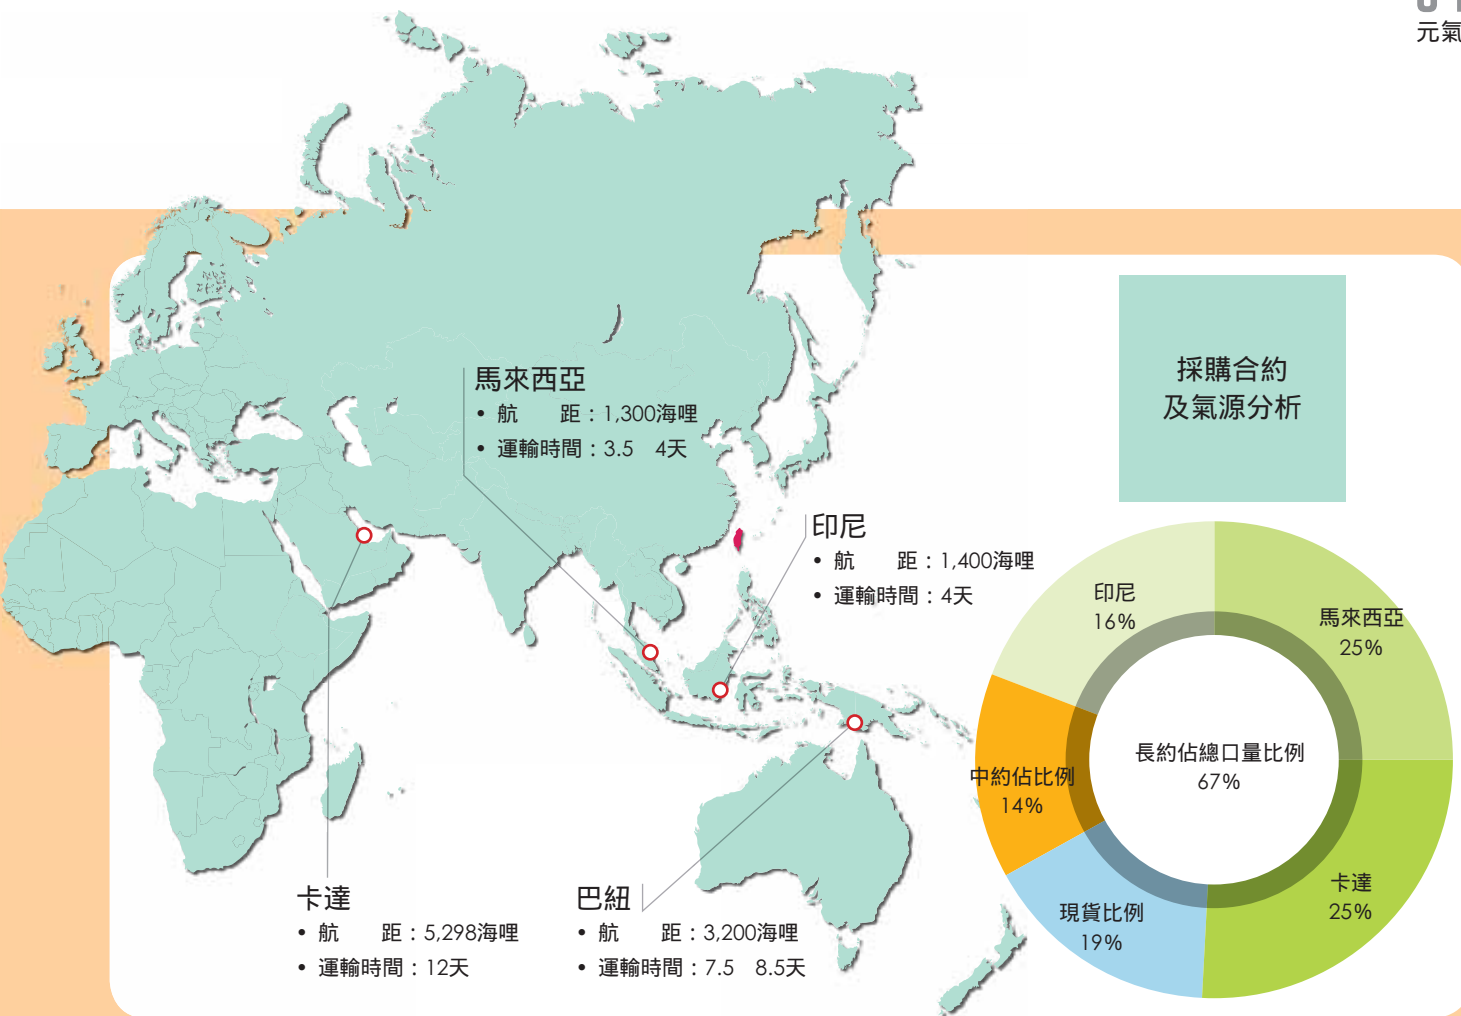 元氣
馬來西亞
• 航 距：1,300海哩
• 運輸時間：3.5 4天
印尼
• 航 距：1,400海哩
• 運輸時間：4天
卡達
• 航 距：5,298海哩
• 運輸時間：12天
巴紐
• 航 距：3,200海哩
• 運輸時間：7.5 8.5天
採購合約
及氣源分析
印尼
16%
馬來西亞
25%
中約佔比例
14%
長約佔總口量比例
67%
現貨比例
19%
卡達
25%